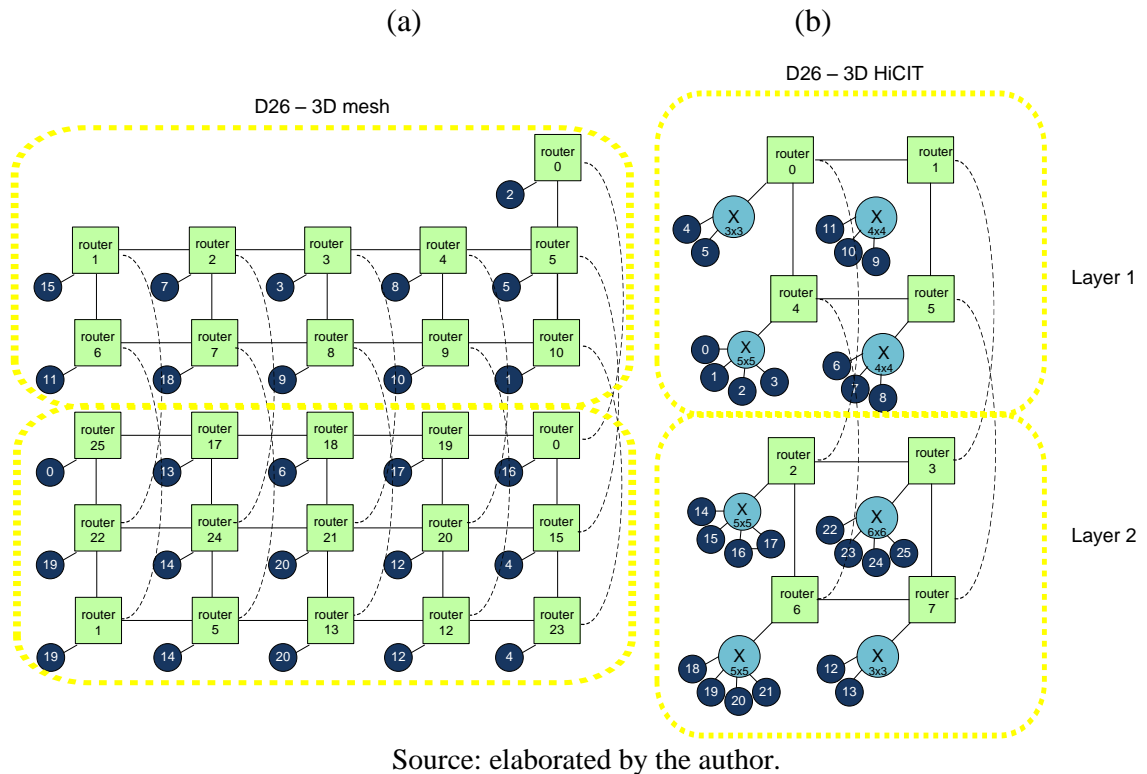 (a)
(b)
D26 – 3D mesh
D26 – 3D HiCIT
router
0
2
router
1
router
2
router
3
router
4
router
5
15
7
3
8
5
router
6
router
7
router
8
router
9
router
10
11
18
9
10
1
router
25
router
17
router
18
router
19
router
0
0
13
6
17
16
router
22
router
24
router
21
router
20
router
15
19
14
20
12
4
router
1
router
5
router
13
router
12
router
23
19
14
20
12
4
router
0
router
1
X
3x3
4
5
X
4x4
11
10
9
router
4
router
5
X
5x5
0
1
2
3
X
4x4
6
7
8
Layer 1
router
2
router
3
X
5x5
14
15
16
17
X
6x6
22
23
24
25
router
6
router
7
X
5x5
18
19
20
21
X
3x3
12
13
Layer 2
Source: elaborated by the author.